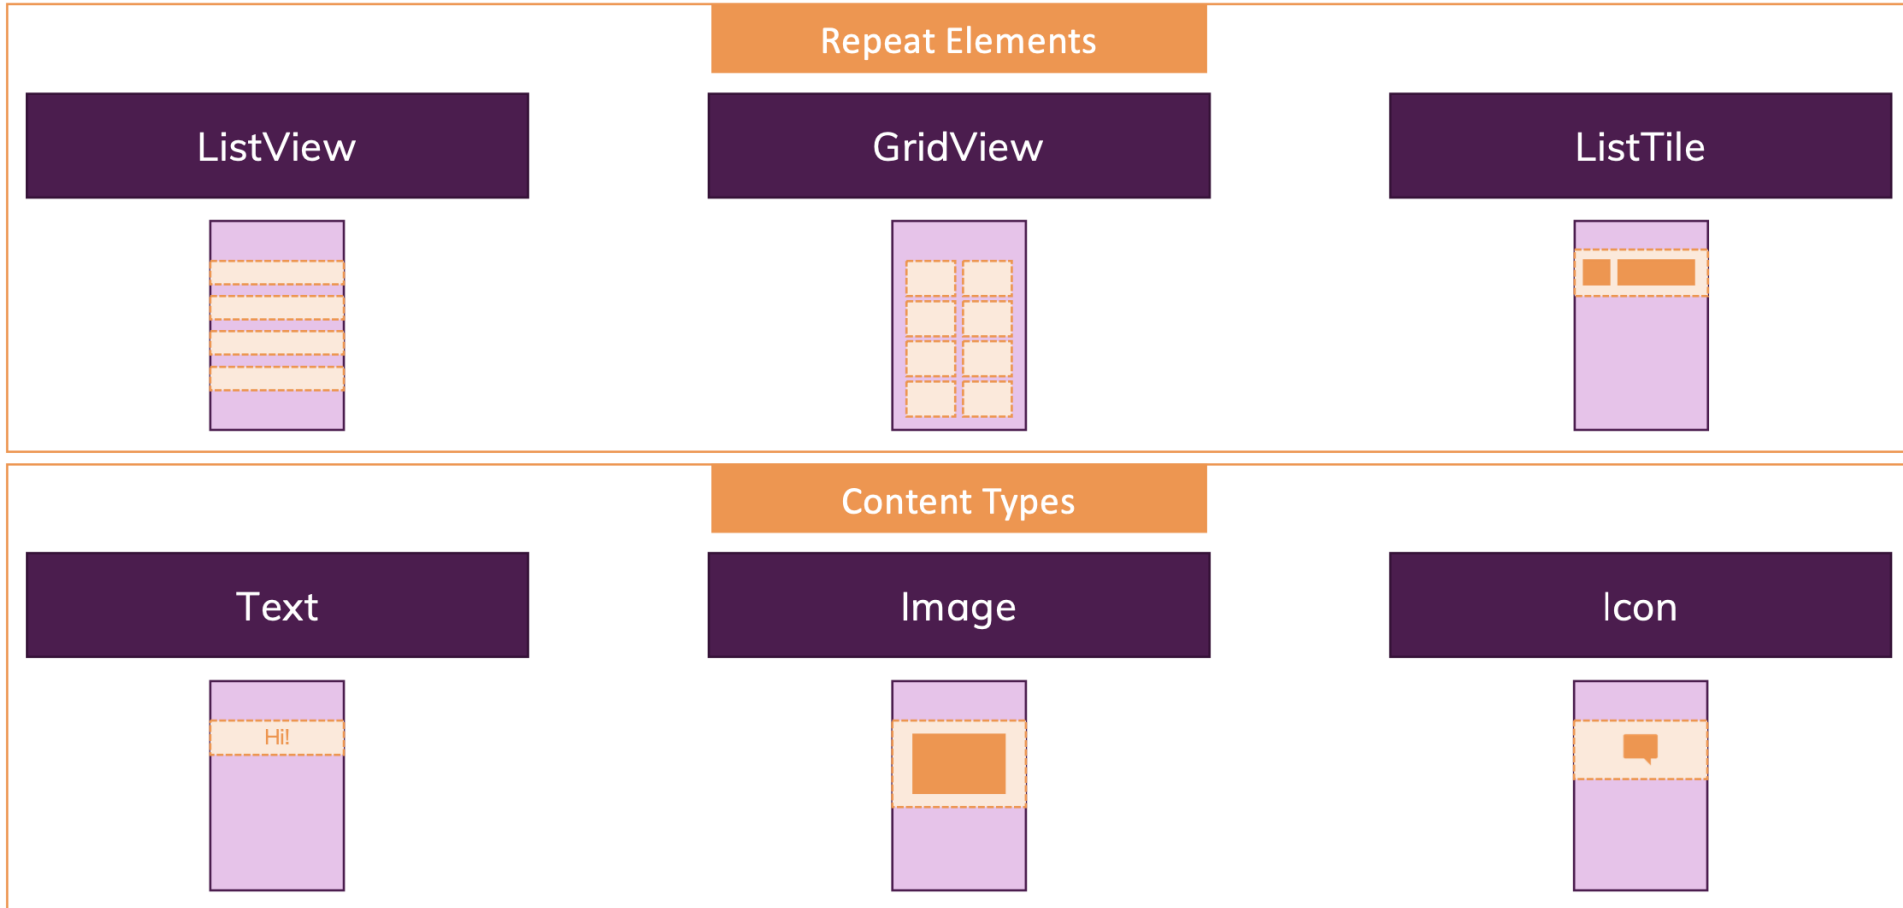 Repeat Elements
ListView
GridView
ListTile
Content Types
Text
Image
Icon
Hi!